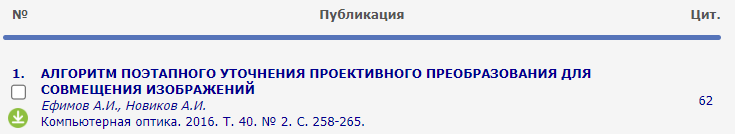 № Публикация Цит.
1. АЛГОРИТМ ПОЭТАПНОГО УТОЧНЕНИЯ ПРОЕКТИВНОГО ПРЕОБРАЗОВАНИЯ ДЛЯ
СОВМЕЩЕНИЯ ИЗОБРАЖЕНИЙ
Ефимов А.И., Новиков А.И.
Компьютерная оптика. 2016. Т. 40. № 2. С. 258-265.
62